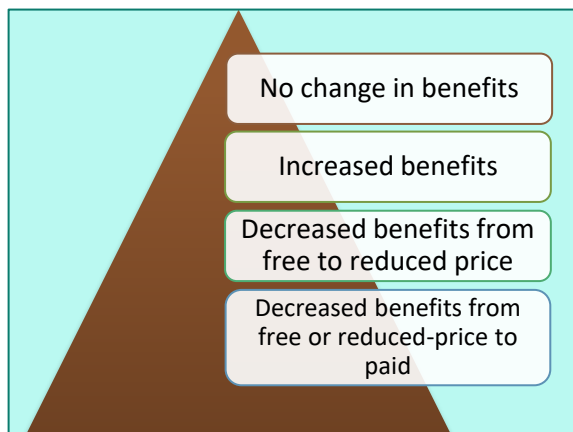 No change in benefits
Increased benefits
Decreased benefits from
free to reduced price
Decreased benefits from
free or reduced-price to
paid